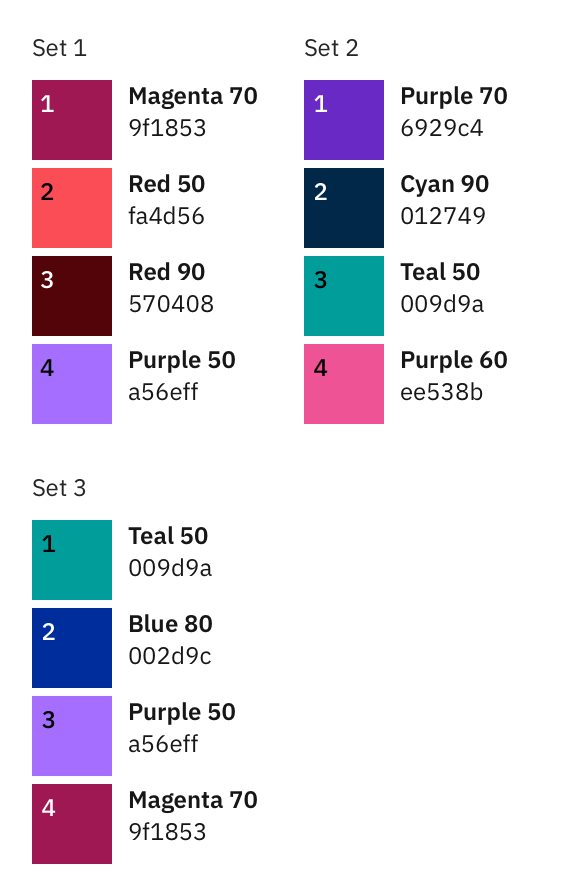 Set 1
1
Magenta 70
9f1853
2
Red 50
fa4d56
3
Red 90
570408
4
Purple 50
a56eff
Set 2
1
Purple 70
6929c4
2
Cyan 90
012749
3
Teal 50
009d9a
4
Purple 60
ee538b
Set 3
1
Teal 50
009d9a
2
Blue 80
002d9c
3
Purple 50
a56eff
4
Magenta 70
9f1853